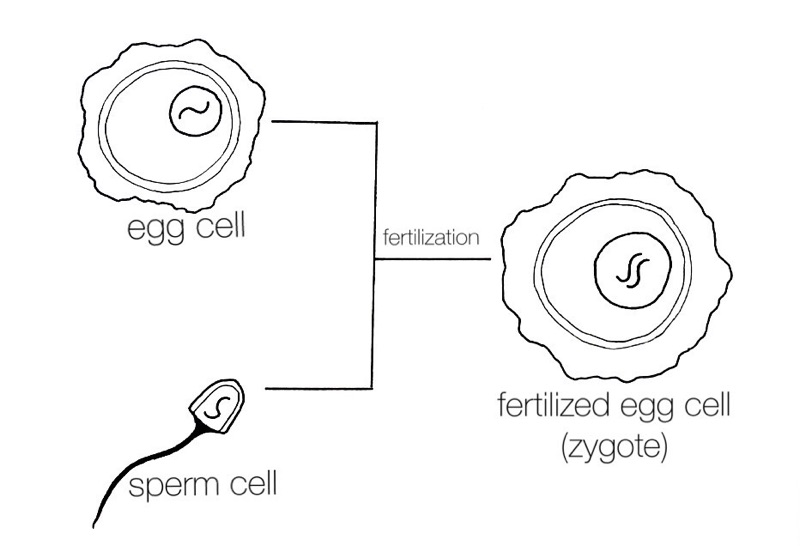 egg cell
fertilization
fertilized egg cell
(zygote)
sperm cell